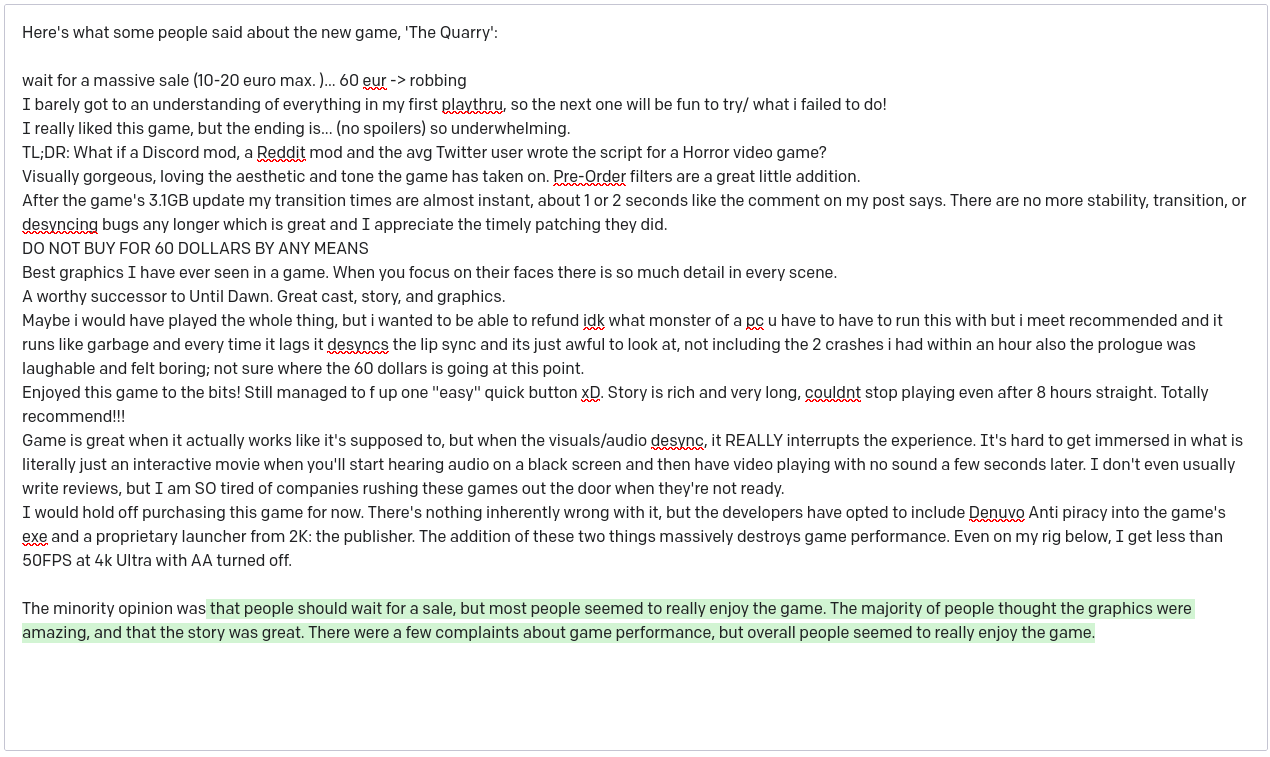 Here's what some people said about the new game, 'The Quarry':
wait for a massive sale (10-20 euro max. )... 60 eur -> robbing
I barely got to an understanding of everything in my first playthru, so the next one will be fun to try/ what i failed to do!
I really liked this game, but the ending is... (no spoilers) so underwhelming.
TL;DR: What if a Discord mod, a Reddit mod and the avg Twitter user wrote the script for a Horror video game?
Visually gorgeous, loving the aesthetic and tone the game has taken on. Pre-Order filters are a great little addition.
After the game's 3.1GB update my transition times are almost instant, about 1 or 2 seconds like the comment on my post says. There are no more stability, transition, or
desyncing bugs any longer which is great and I appreciate the timely patching they did.
DO NOT BUY FOR 60 DOLLARS BY ANY MEANS
Best graphics I have ever seen in a game. When you focus on their faces there is so much detail in every scene.
A worthy successor to Until Dawn. Great cast, story, and graphics.
Maybe i would have played the whole thing, but i wanted to be able to refund idk what monster of a pc u have to have to run this with but i meet recommended and it
runs like garbage and every time it lags it desyncs the lip sync and its just awful to look at, not including the 2 crashes i had within an hour also the prologue was
laughable and felt boring; not sure where the 60 dollars is going at this point.
Enjoyed this game to the bits! Still managed to f up one "easy" quick button xD. Story is rich and very long, couldnt stop playing even after 8 hours straight. Totally
recommend!!!
Game is great when it actually works like it's supposed to, but when the visuals/audio desync, it REALLY interrupts the experience. It's hard to get immersed in what is
literally just an interactive movie when you'll start hearing audio on a black screen and then have video playing with no sound a few seconds later. I don't even usually
write reviews, but I am SO tired of companies rushing these games out the door when they're not ready.
I would hold off purchasing this game for now. There's nothing inherently wrong with it, but the developers have opted to include Denuvo Anti piracy into the game's
exe and a proprietary launcher from 2K: the publisher. The addition of these two things massively destroys game performance. Even on my rig below, I get less than
50FPS at 4k Ultra with AA turned off.
The minority opinion was that people should wait for a sale, but most people seemed to really enjoy the game. The majority of people thought the graphics were
amazing, and that the story was great. There were a few complaints about game performance, but overall people seemed to really enjoy the game.